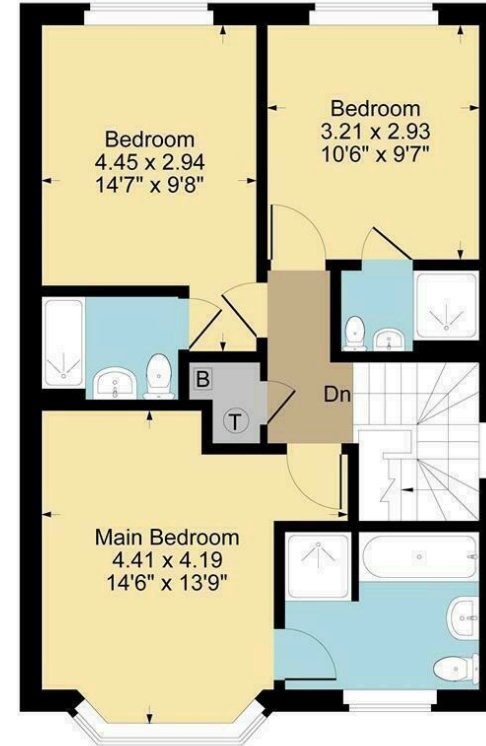 Bedroom
4.45 x 2.94
14'7" x 9'8"
Bedroom
3.21 x 2.93
10'6" x 9'7"
B
T
Dn
Main Bedroom
4.41 x 4.19
14'6" x 13'9"